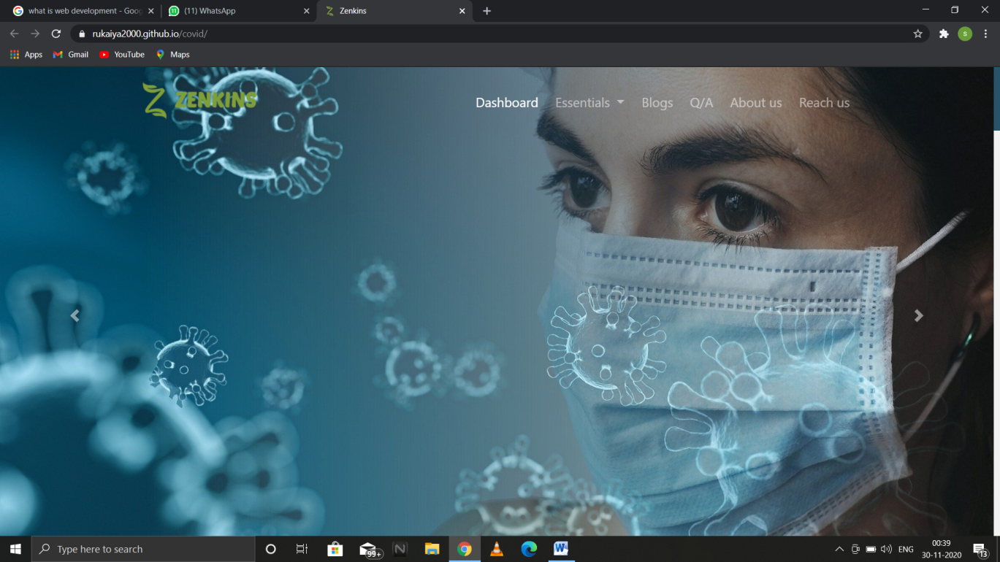 what is web development - Goog
(11) WhatsApp
Zenkins
rukaiya2000.github.io/covid/
S
Apps
Gmail
YouTube
Maps
ZENKINS
Dashboard
Essentials
Blogs
Q/A
About us
Reach us
Type here to search
99+
N
W
ENG
00:39
30-11-2020
13